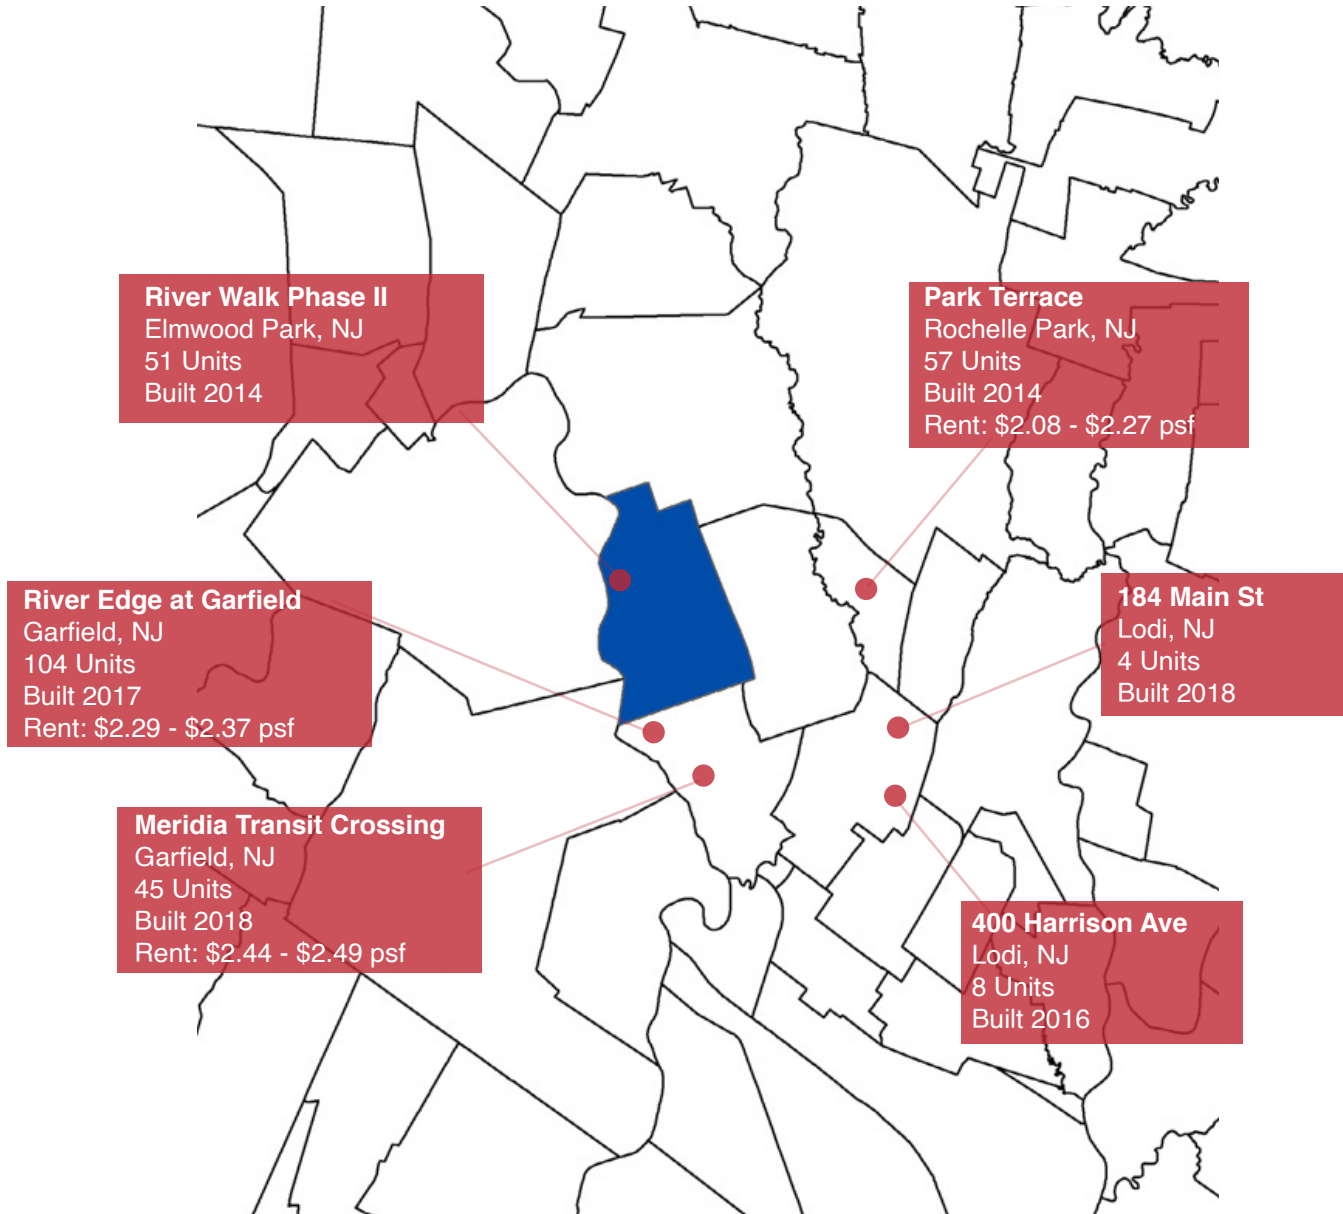 River Walk Phase II
Elmwood Park, NJ
51 Units
Built 2014
Park Terrace
Rochelle Park, NJ
57 Units
Built 2014
Rent: $2.08 - $2.27 psf
River Edge at Garfield
Garfield, NJ
104 Units
Built 2017
Rent: $2.29 - $2.37 psf
184 Main St
Lodi, NJ
4 Units
Built 2018
Meridia Transit Crossing
Garfield, NJ
45 Units
Built 2018
Rent: $2.44 - $2.49 psf
400 Harrison Ave
Lodi, NJ
8 Units
Built 2016